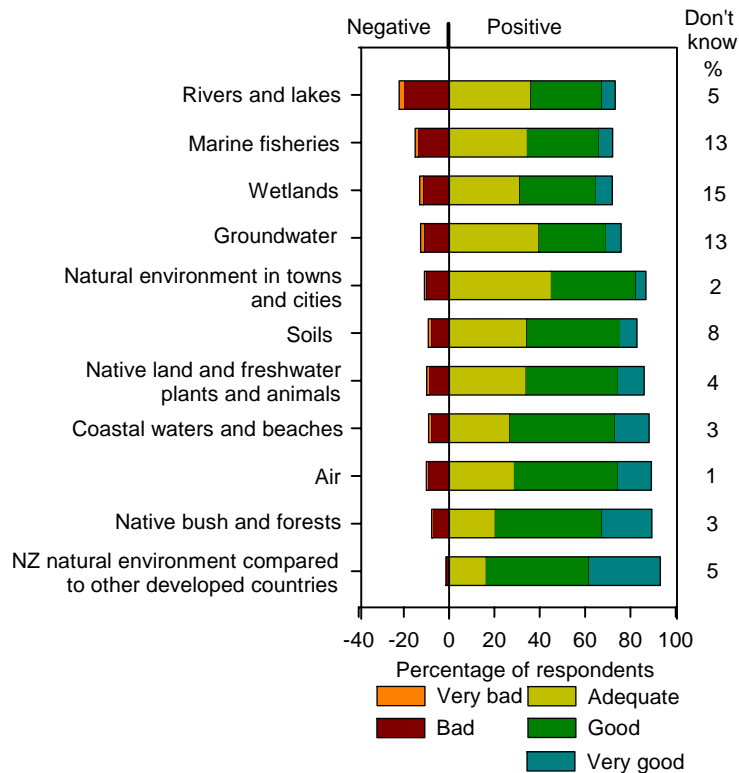 Don't
know
Negative Positive
%
Rivers and lakes 5
Marine fisheries 13
Wetlands 15
Groundwater 13
Natural environment in towns
and cities 2
Soils 8
Native land and freshwater
plants and animals 4
Coastal waters and beaches 3
Air 1
Native bush and forests 3
NZ natural environment compared
to other developed countries 5
-40 -20 0 20 40 60 80 100
Percentage of respondents
Very bad Adequate
Bad Good
Very good